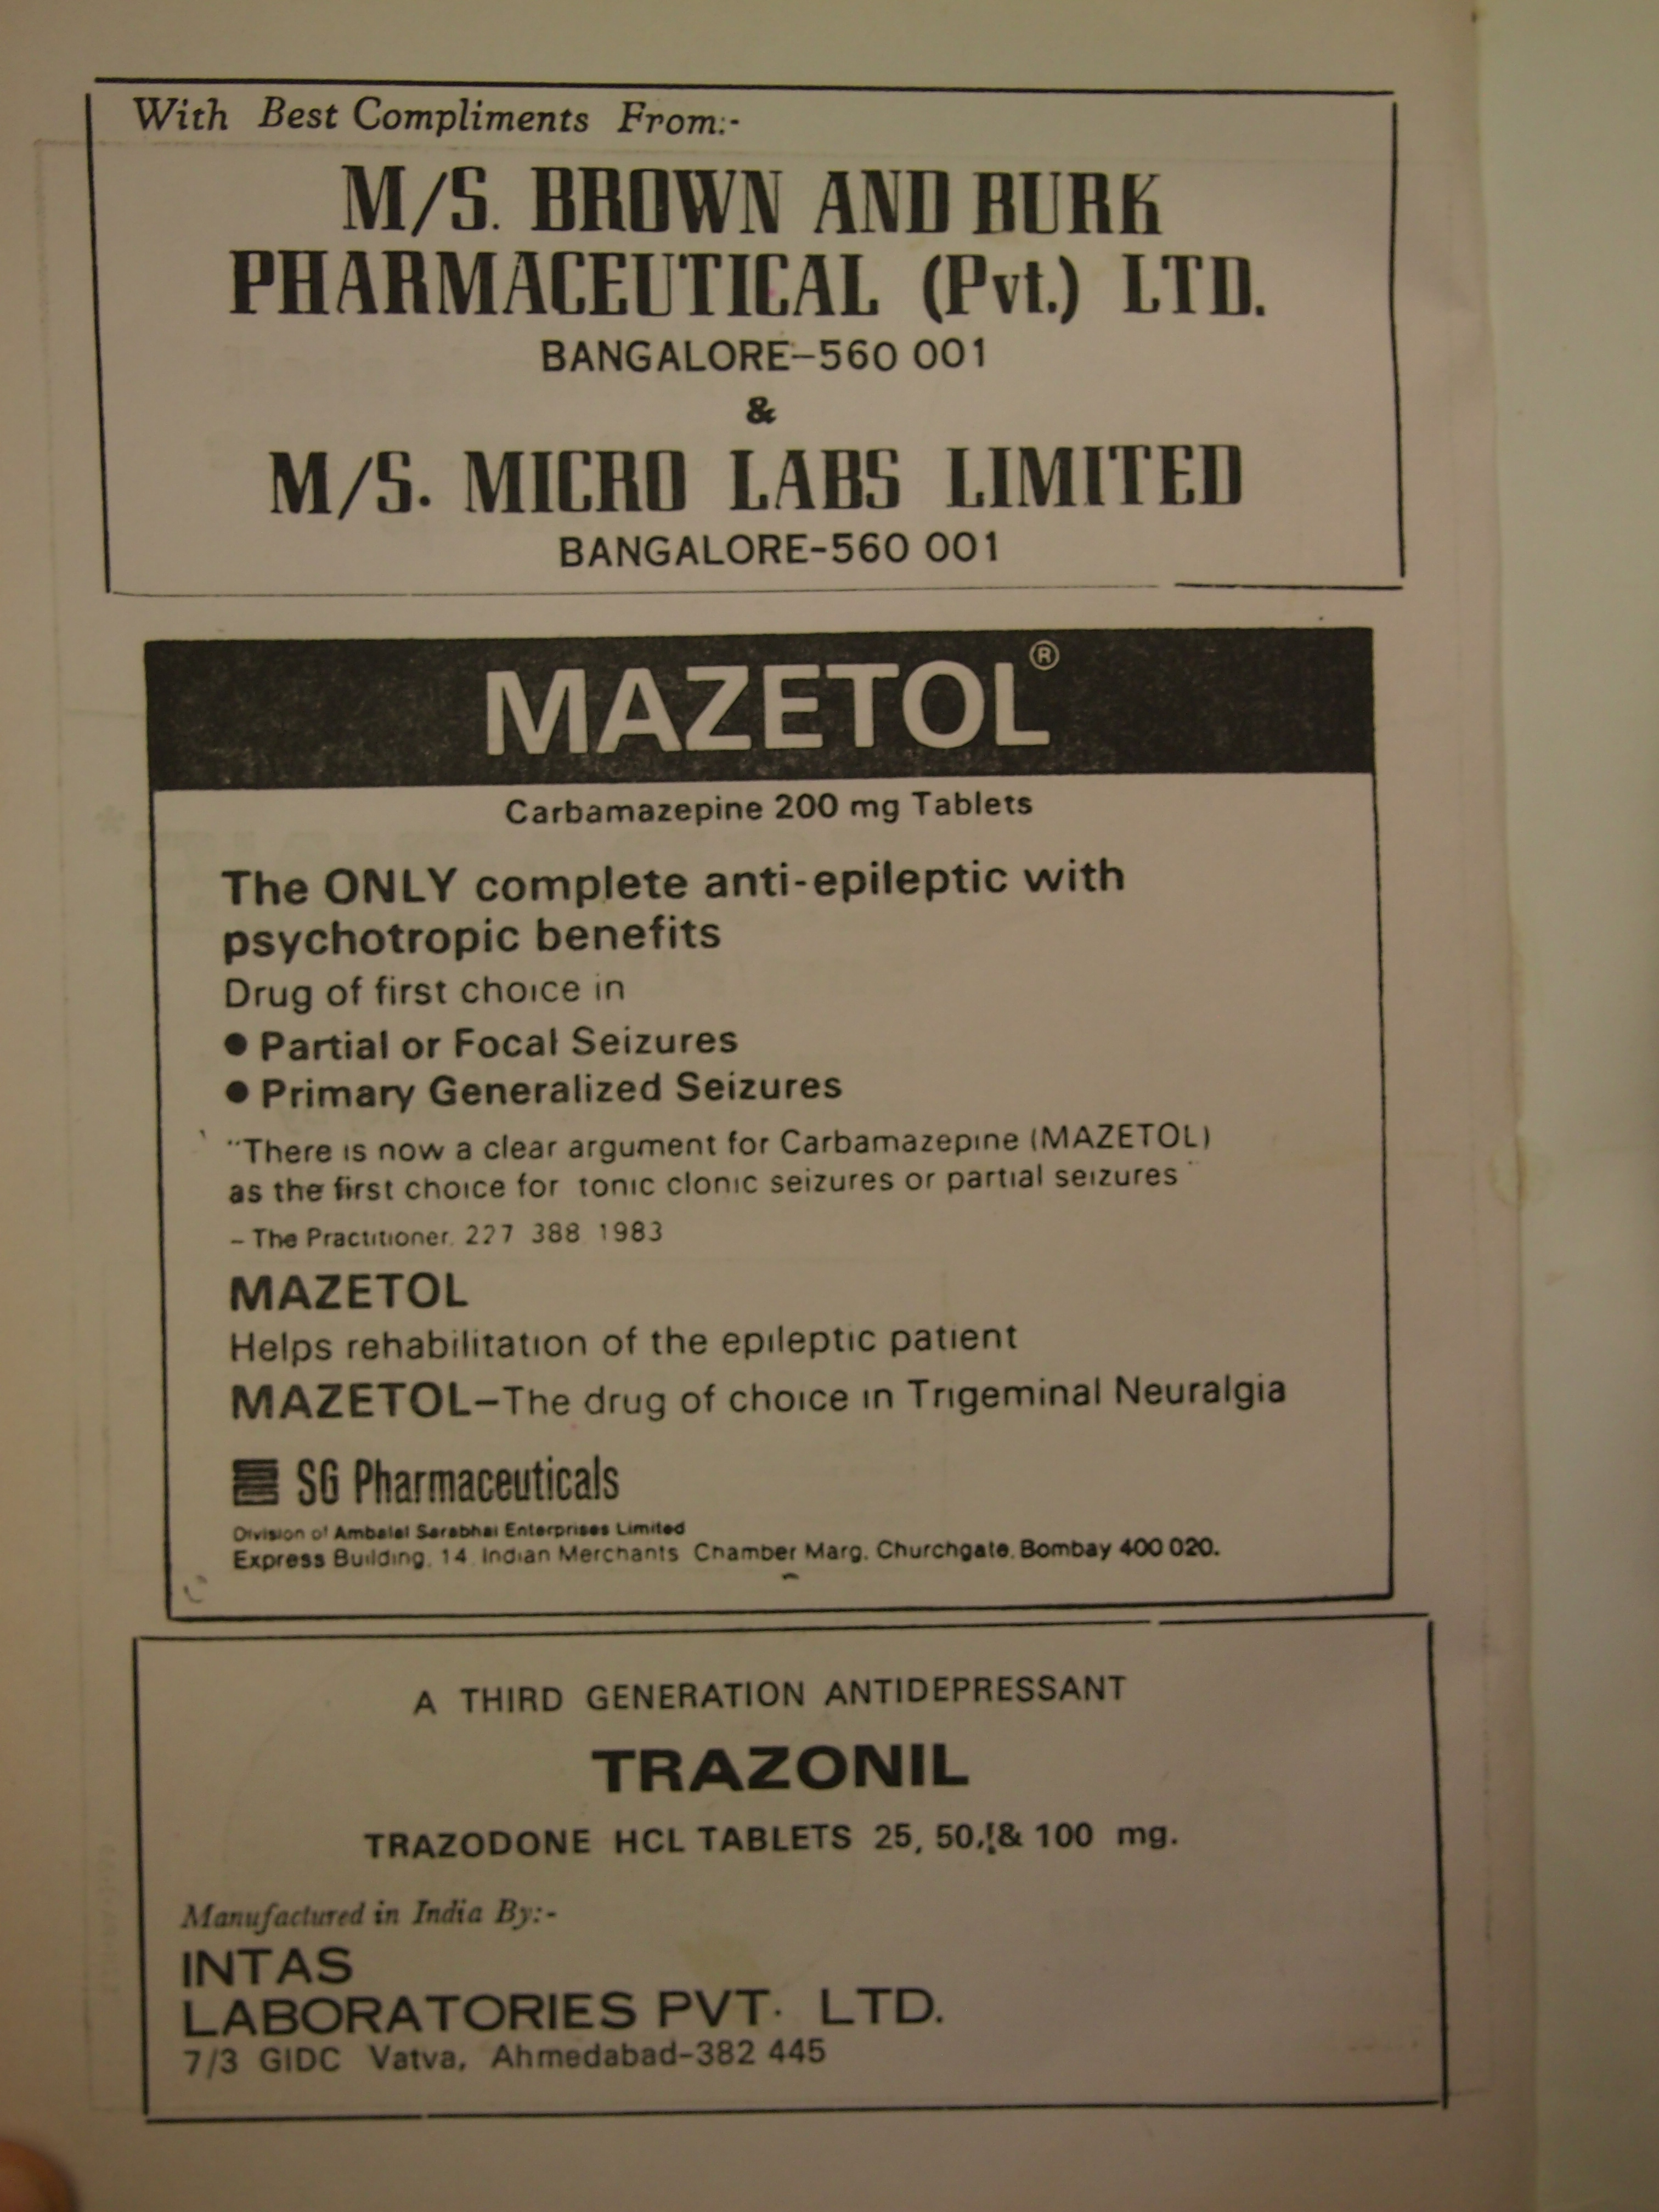 With Best Compliments From:-
M/S. BROWN AND BURK
PHARMACEUTICAL (Pvt.) LTD.
BANGALORE-560 001
&
M/S. MICRO LABS LIMITED
BANGALORE-560 001
MAZETOL®
Carbamazepine 200 mg Tablets
The ONLY complete anti-epileptic with
psychotropic benefits
Drug of first choice in
● Partial or Focal Seizures
● Primary Generalized Seizures
"There is now a clear argument for Carbamazepine (MAZETOL)
as the first choice for tonic clonic seizures or partial seizures"
– The Practitioner. 227 388 1983
MAZETOL
Helps rehabilitation of the epileptic patient
MAZETOL–The drug of choice in Trigeminal Neuralgia
SG Pharmaceuticals
Division of Ambalal Sarabhai Enterprises Limited
Express Building, 14 Indian Merchants Chamber Marg, Churchgate, Bombay 400 020.
A THIRD GENERATION ANTIDEPRESSANT
TRAZONIL
TRAZODONE HCL TABLETS 25, 50, & 100 mg.
Manufactured in India By:-
INTAS
LABORATORIES PVT. LTD.
7/3 GIDC Vatva, Ahmedabad-382 445